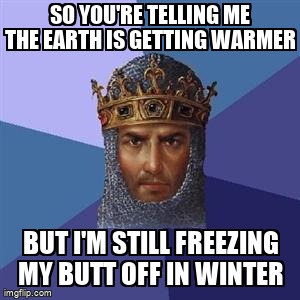 SO YOU'RE TELLING ME
THE EARTH IS GETTING WARMER
BUT I'M STILL FREEZING
MY BUTT OFF IN WINTER
imgflip.com